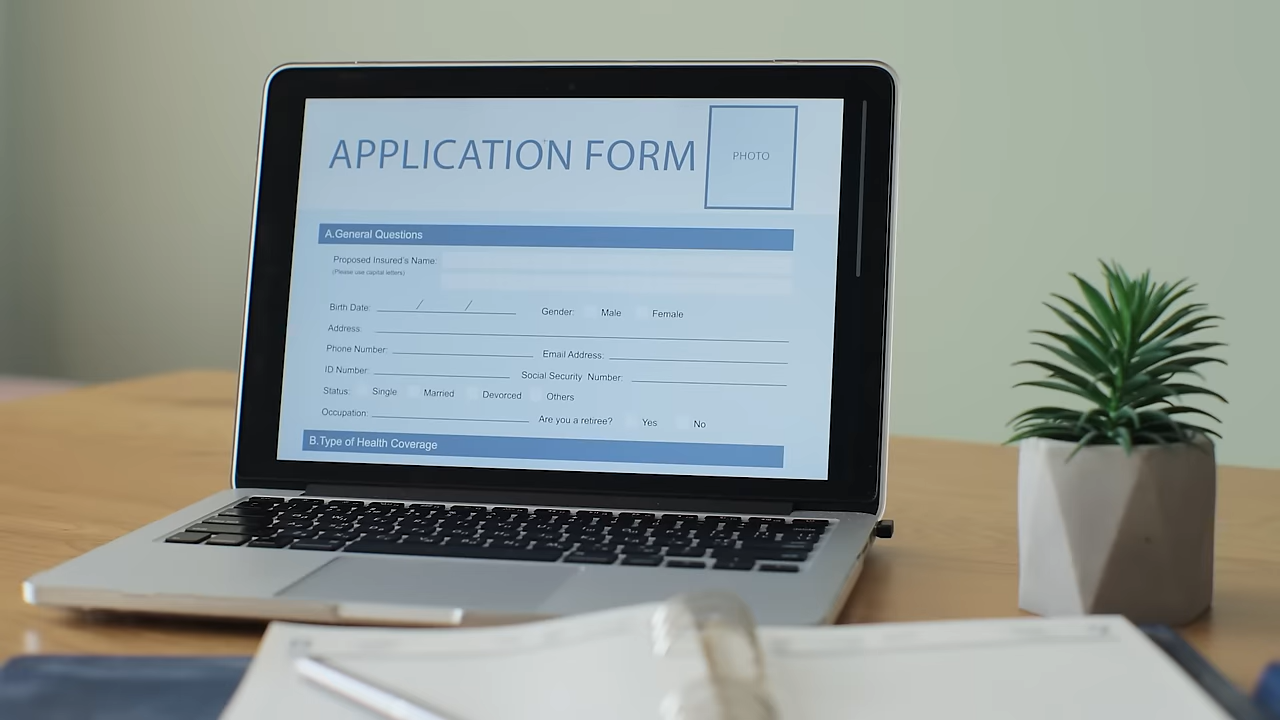 APPLICATION FORM
PHOTO
A.General Questions
Proposed Insured's Name:
(Please use capital letters)
Birth Date: / / Gender: Male Female
Address:
Phone Number: Email Address:
ID Number: Social Security Number:
Status: Single Married Devorced Others
Occupation: Are you a retiree? Yes No
B.Type of Health Coverage